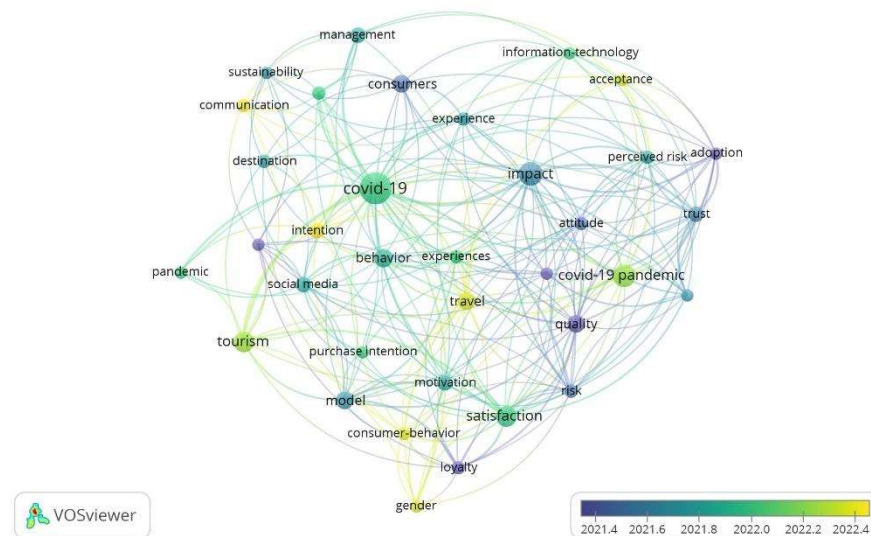 management
information-technology
sustainability
consumers
acceptance
communication
experience
destination
perceived risk
adoption
covid-19
impact
trust
intention
attitude
pandemic
behavior
experiences
social media
covid-19 pandemic
travel
quality
tourism
purchase intention
motivation
risk
model
satisfaction
consumer-behavior
loyalty
gender
VOSviewer
2021.4 2021.6 2021.8 2022.0 2022.2 2022.4